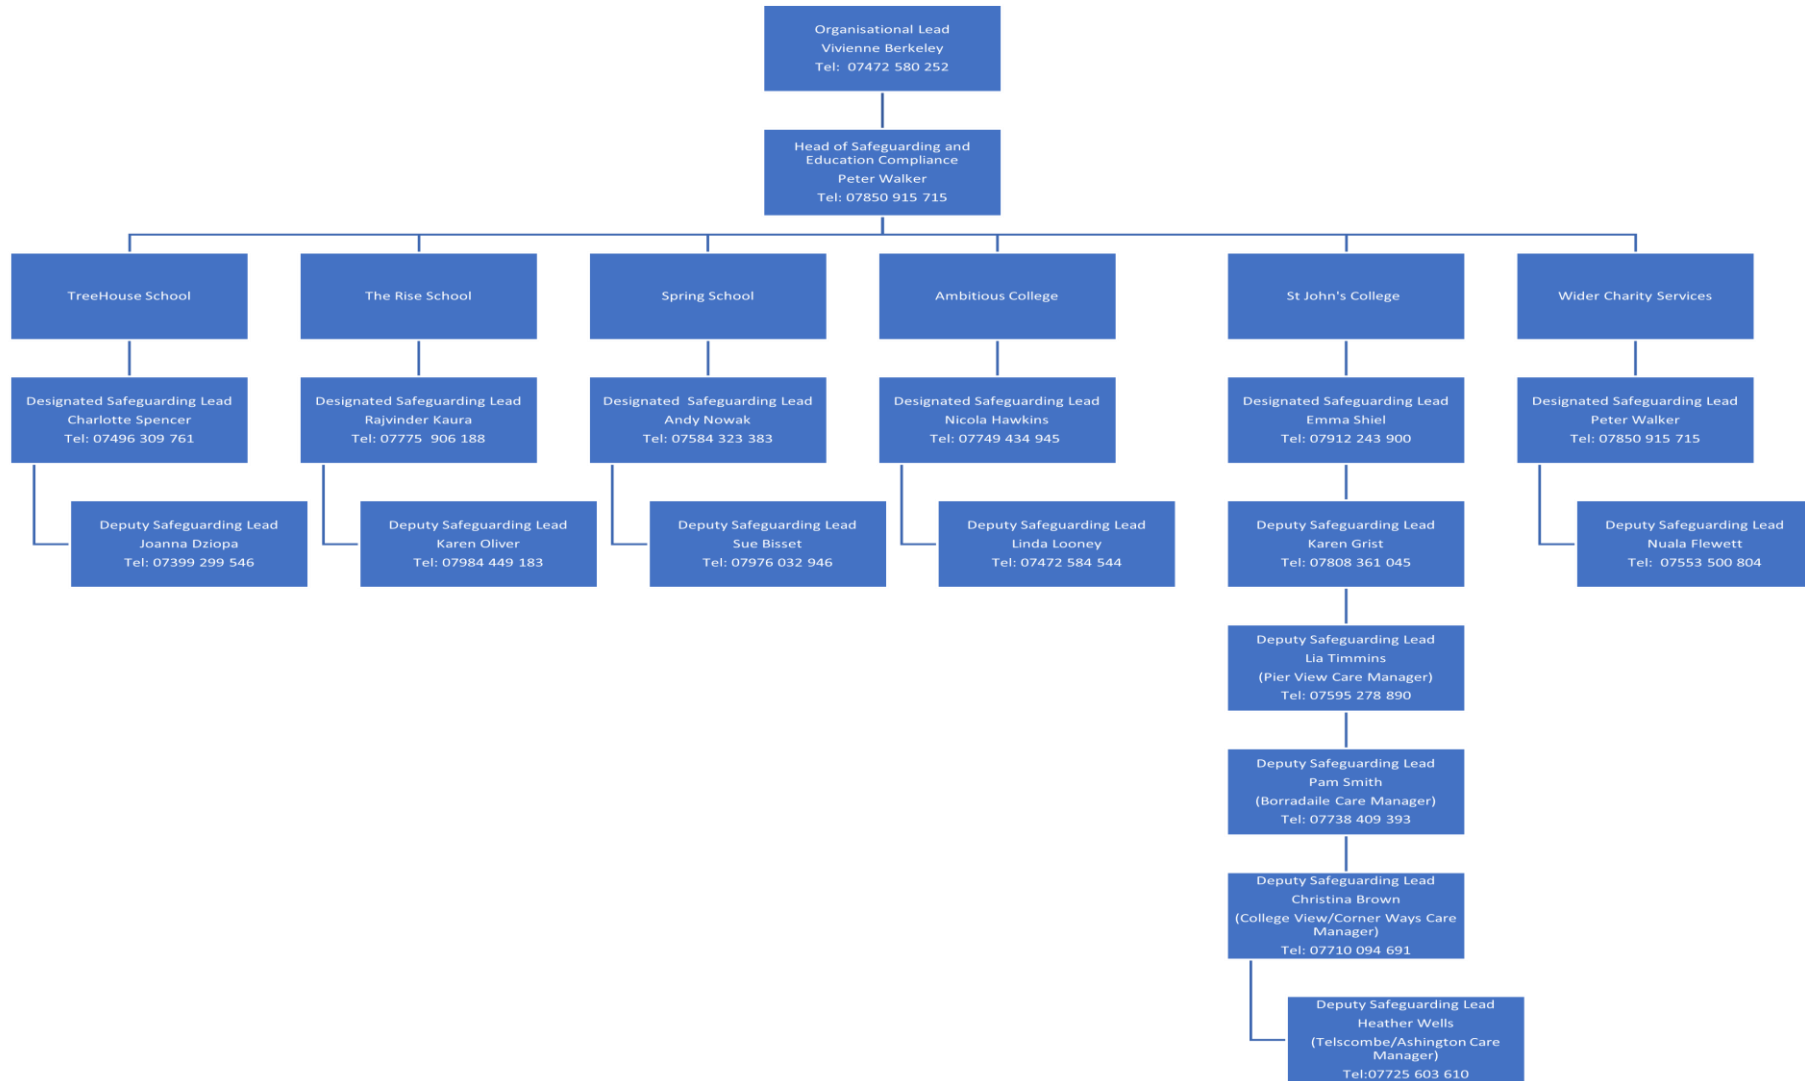 Organisational Lead
Vivienne Berkeley
Tel: 07472 580 252
Head of Safeguarding and
Education Compliance
Peter Walker
Tel: 07850 915 715
TreeHouse School
The Rise School
Spring School
Ambitious College
St John's College
Wider Charity Services
Designated Safeguarding Lead
Charlotte Spencer
Tel: 07496 309 761
Designated Safeguarding Lead
Rajvinder Kaura
Tel: 07775 906 188
Designated Safeguarding Lead
Andy Nowak
Tel: 07584 323 383
Designated Safeguarding Lead
Nicola Hawkins
Tel: 07749 434 945
Designated Safeguarding Lead
Emma Shiel
Tel: 07912 243 900
Designated Safeguarding Lead
Peter Walker
Tel: 07850 915 715
Deputy Safeguarding Lead
Joanna Dziopa
Tel: 07399 299 546
Deputy Safeguarding Lead
Karen Oliver
Tel: 07984 449 183
Deputy Safeguarding Lead
Sue Bisset
Tel: 07976 032 946
Deputy Safeguarding Lead
Linda Looney
Tel: 07472 584 544
Deputy Safeguarding Lead
Karen Grist
Tel: 07808 361 045
Deputy Safeguarding Lead
Nuala Flewett
Tel: 07553 500 804
Deputy Safeguarding Lead
Lia Timmins
(Pier View Care Manager)
Tel: 07595 278 890
Deputy Safeguarding Lead
Pam Smith
(Borradaile Care Manager)
Tel: 07738 409 393
Deputy Safeguarding Lead
Christina Brown
(College View/Corner Ways Care
Manager)
Tel: 07710 094 691
Deputy Safeguarding Lead
Heather Wells
(Telscombe/Ashington Care
Manager)
Tel:07725 603 610